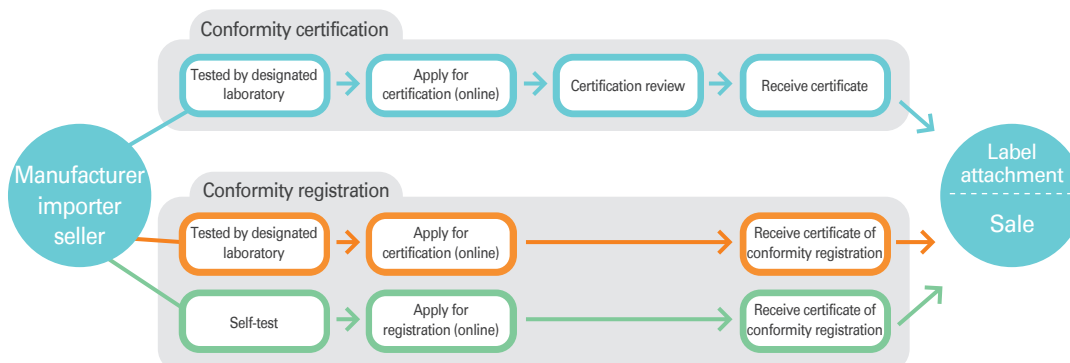 Conformity certification
Tested by designated
laboratory
Apply for
certification (online)
Certification review
Receive certificate
Manufacturer
importer
seller
Label
attachment
Sale
Conformity registration
Tested by designated
laboratory
Apply for
certification (online)
Receive certificate of
conformity registration
Self-test
Apply for
registration (online)
Receive certificate of
conformity registration